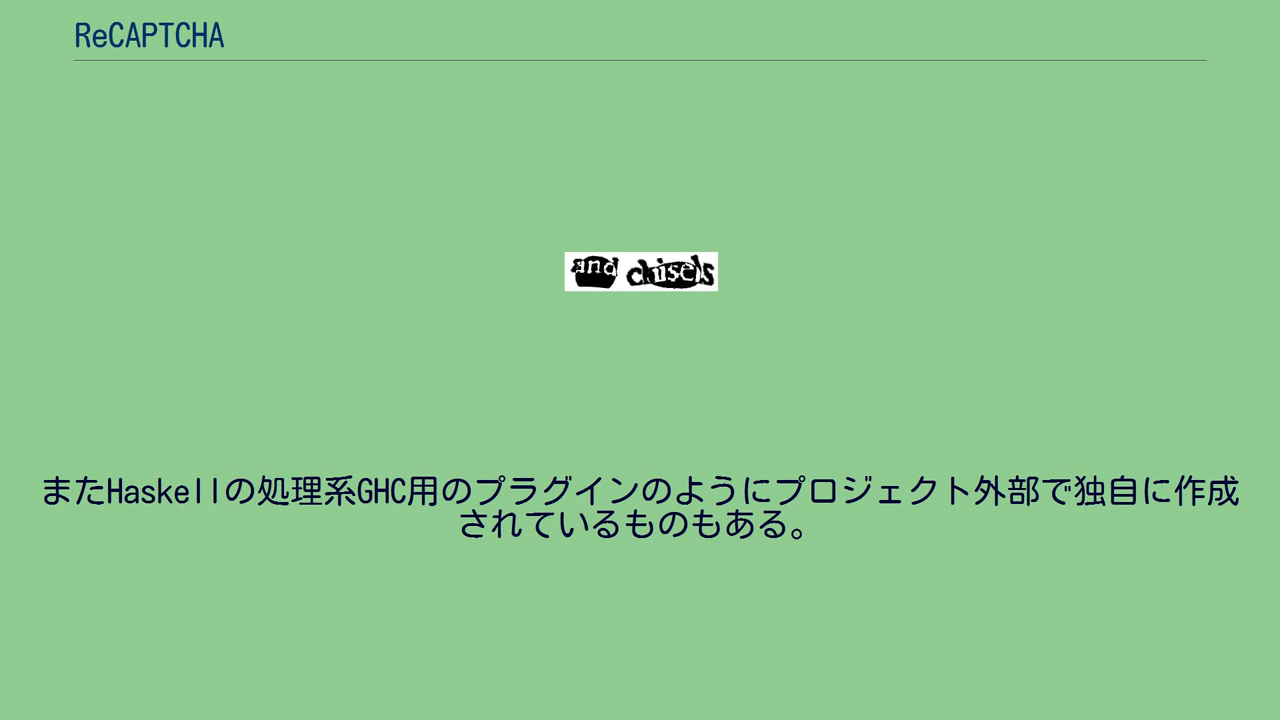 ReCAPTCHA
and chisels
またHaskellの処理系GHC用のプラグインのようにプロジェクト外部で独自に作成
されているものもある。